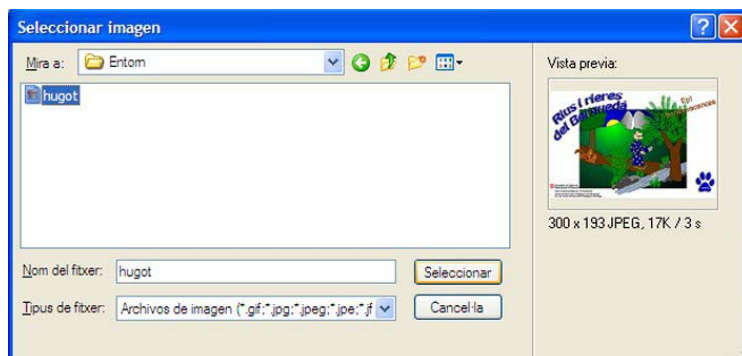 Seleccionar imagen
Mira a: Entorn
hugot
Nom del fitxer: hugot
Seleccionar
Tipus de fitxer: Archivos de imagen (*.gif;*.jpg;*.jpeg;*.jpe;*.jf
Cancel·la
Vista previa:
Rius i rieres
del Berguedà
300 x 193 JPEG, 17K / 3 s